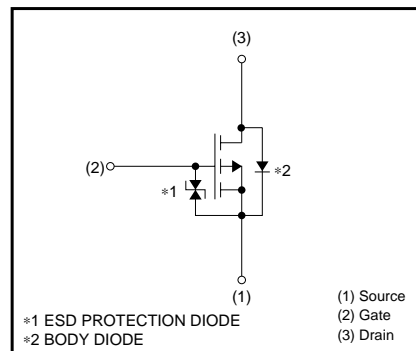 (3)
(2)
∗1
∗2
(1)
∗1 ESD PROTECTION DIODE
∗2 BODY DIODE
(1) Source
(2) Gate
(3) Drain